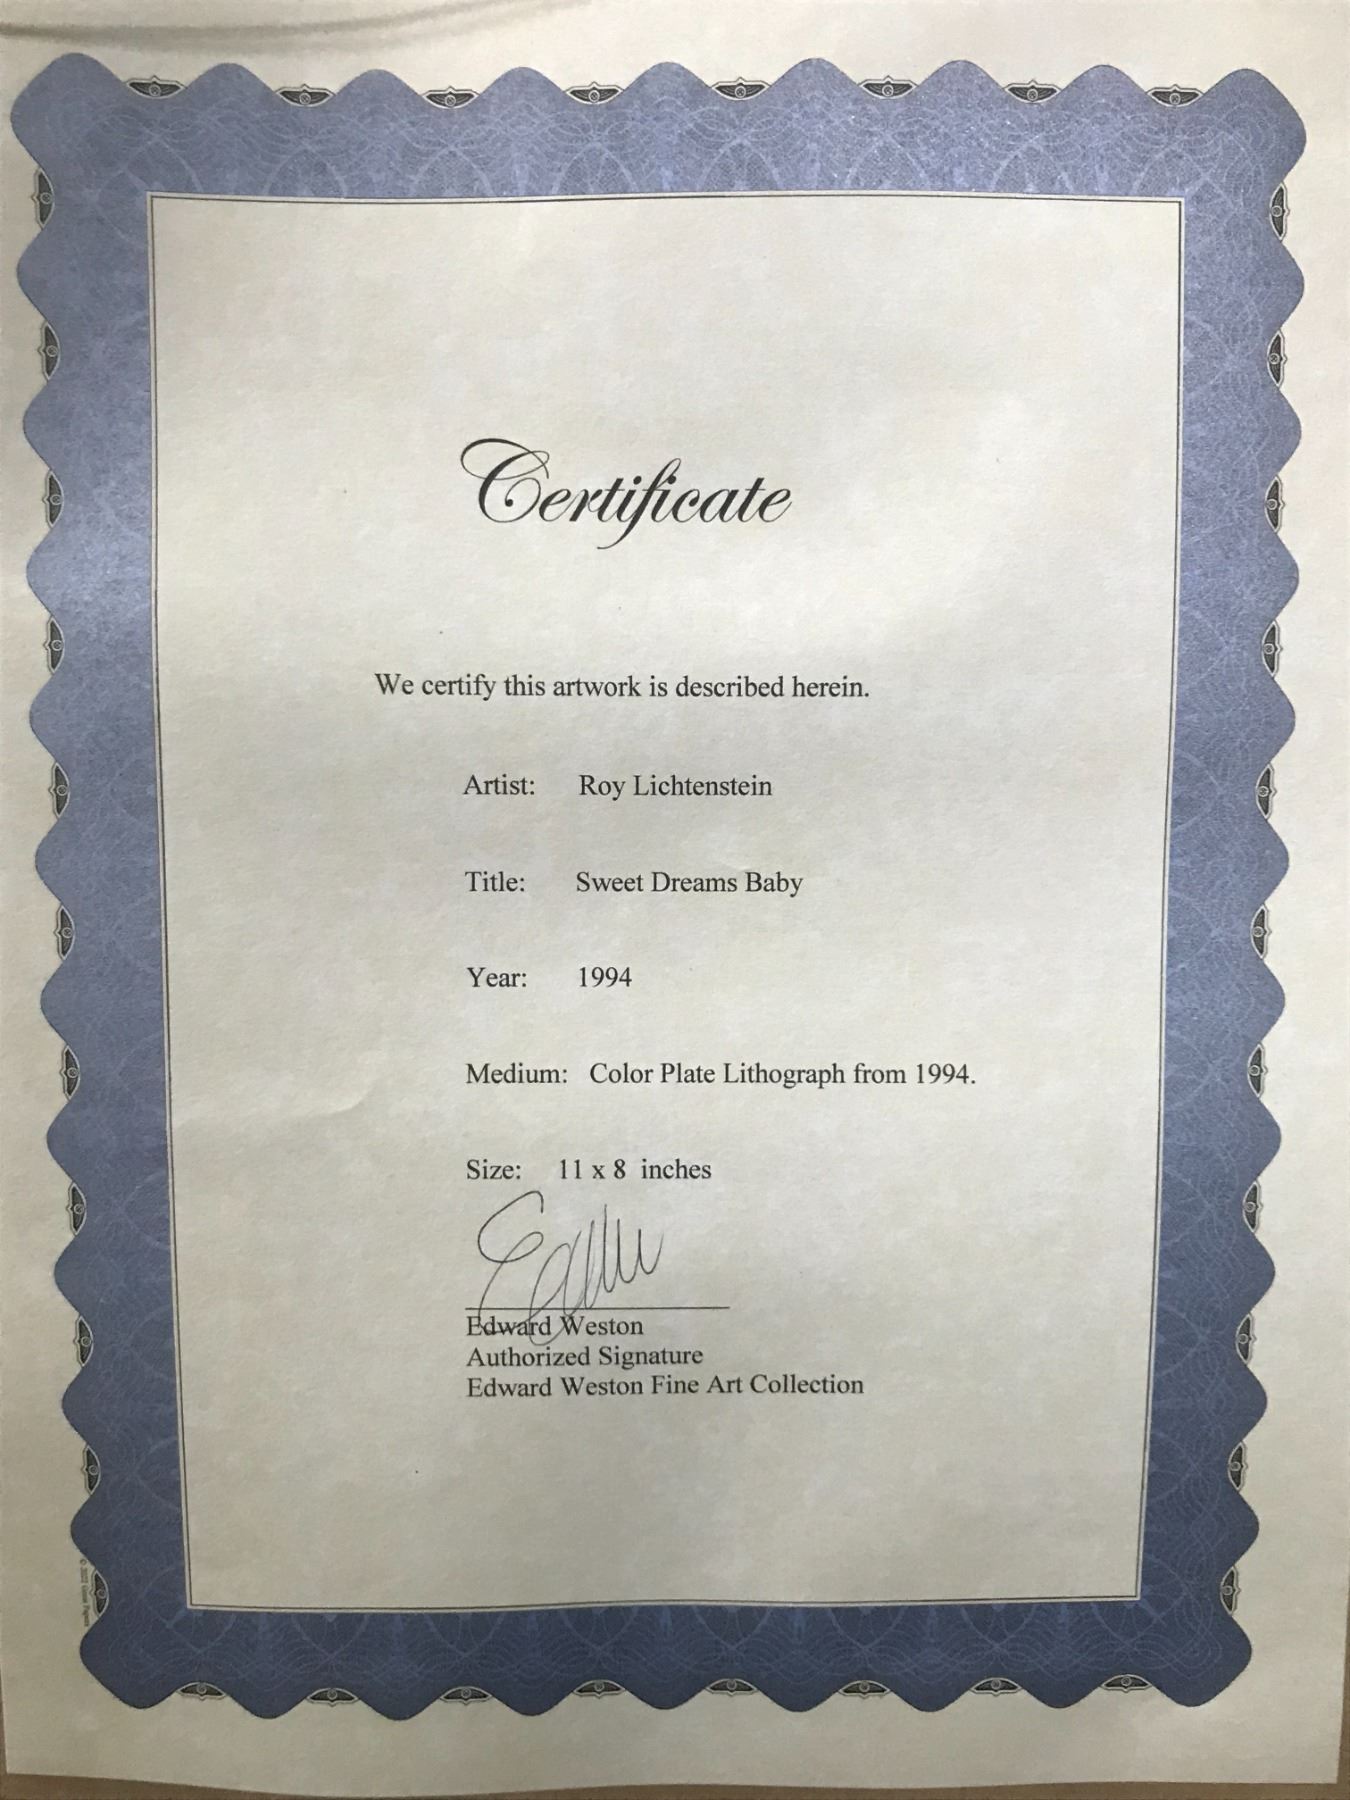 Certificate
We certify this artwork is described herein.
Artist: Roy Lichtenstein
Title: Sweet Dreams Baby
Year: 1994
Medium: Color Plate Lithograph from 1994.
Size: 11 x 8 inches
Edward Weston
Authorized Signature
Edward Weston Fine Art Collection